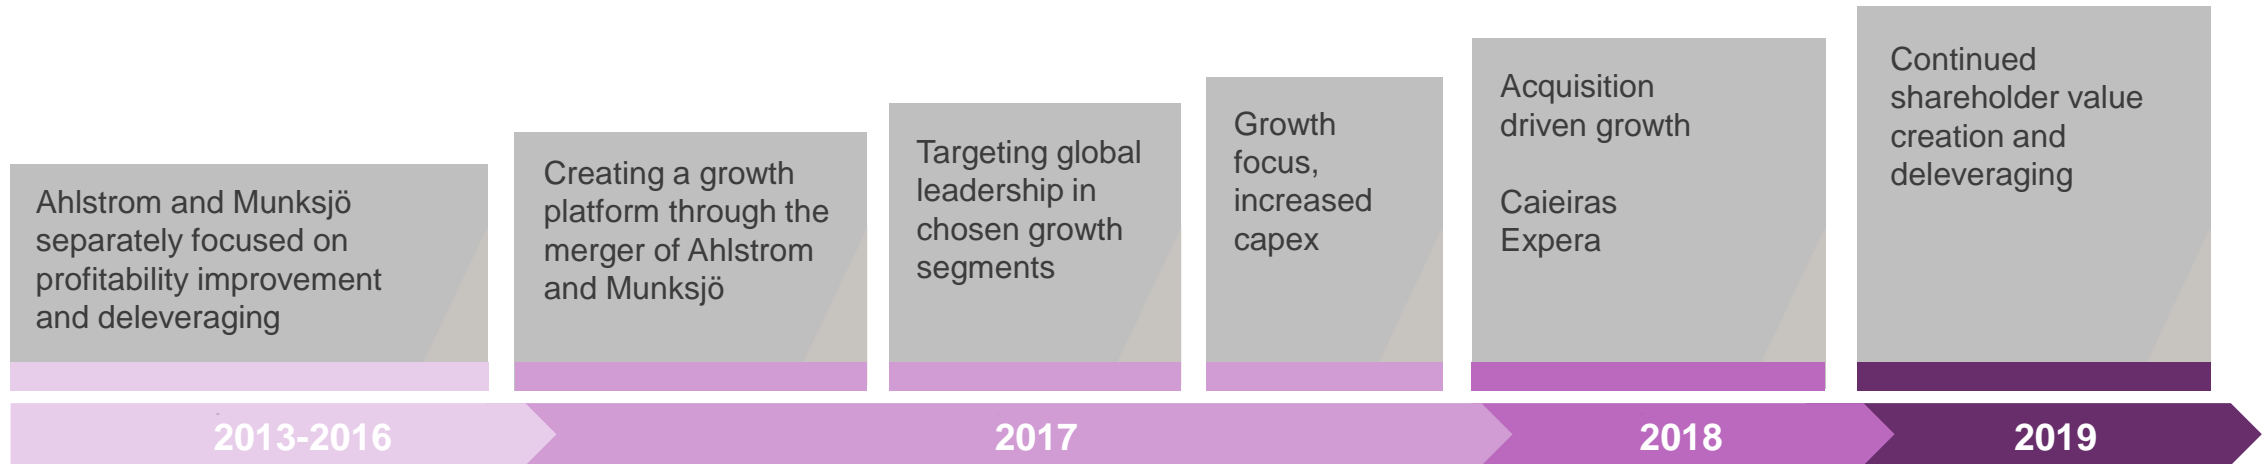 Ahlstrom and Munksjö
separately focused on
profitability improvement
and deleveraging
Creating a growth
platform through the
merger of Ahlstrom
and Munksjö
Targeting global
leadership in
chosen growth
segments
Growth
focus,
increased
capex
Acquisition
driven growth
Caieiras
Expera
Continued
shareholder value
creation and
deleveraging
2013-2016
2017
2018
2019